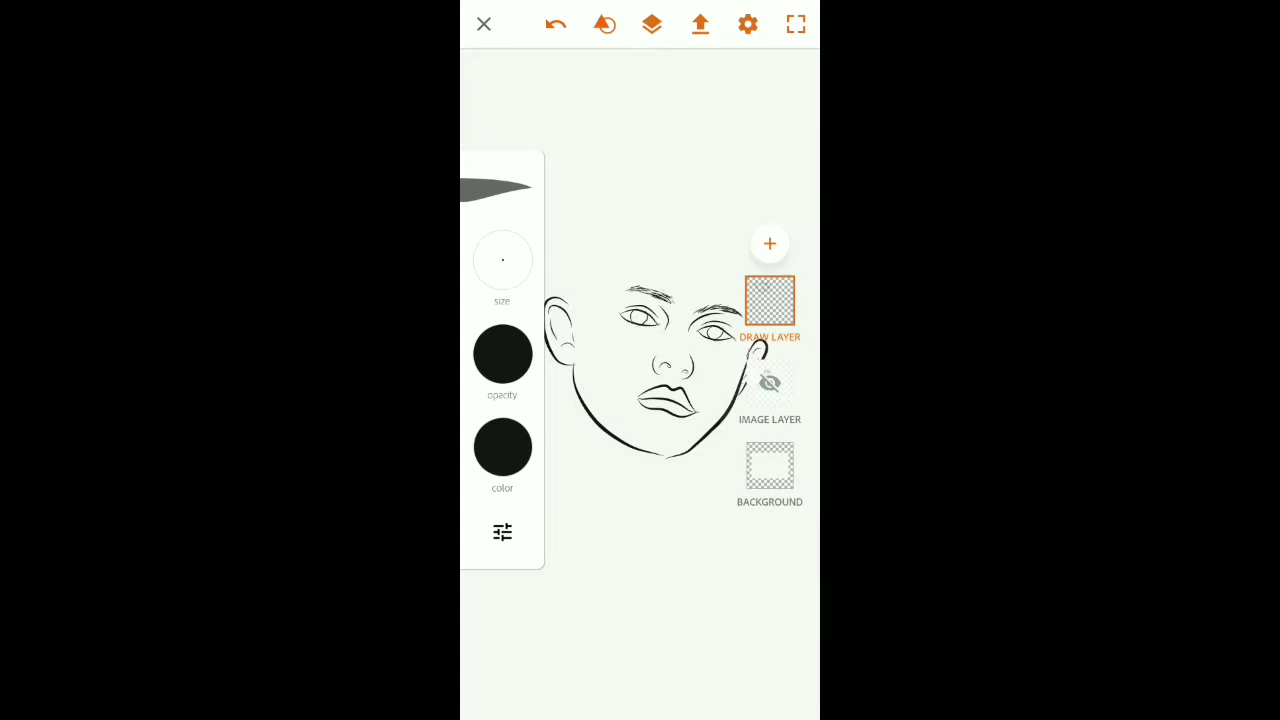 size
DRAW LAYER
opacity
IMAGE LAYER
color
BACKGROUND